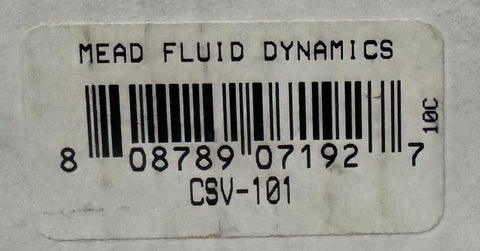 MEAD FLUID DYNAMICS
8 08789 07192 7
10C
CSV-101